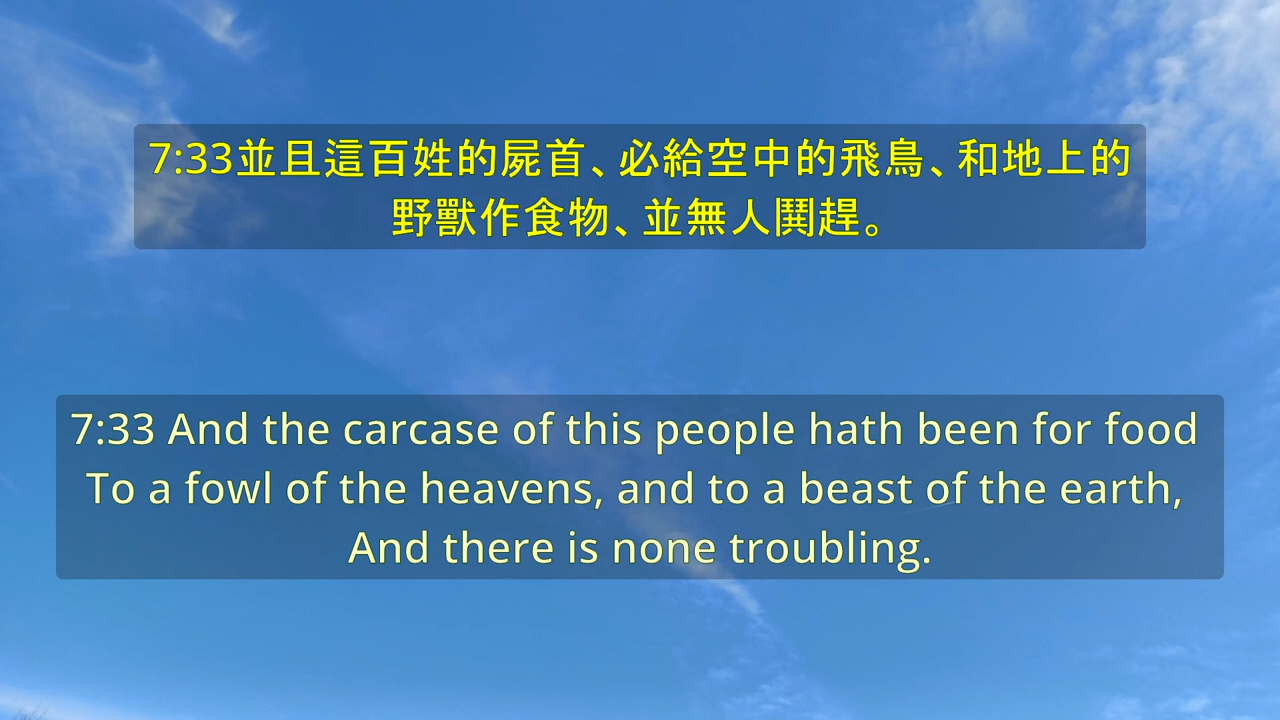 7:33並且這百姓的屍首、必給空中的飛鳥、和地上的
野獸作食物、並無人鬨趕。
7:33 And the carcase of this people hath been for food
To a fowl of the heavens, and to a beast of the earth,
And there is none troubling.